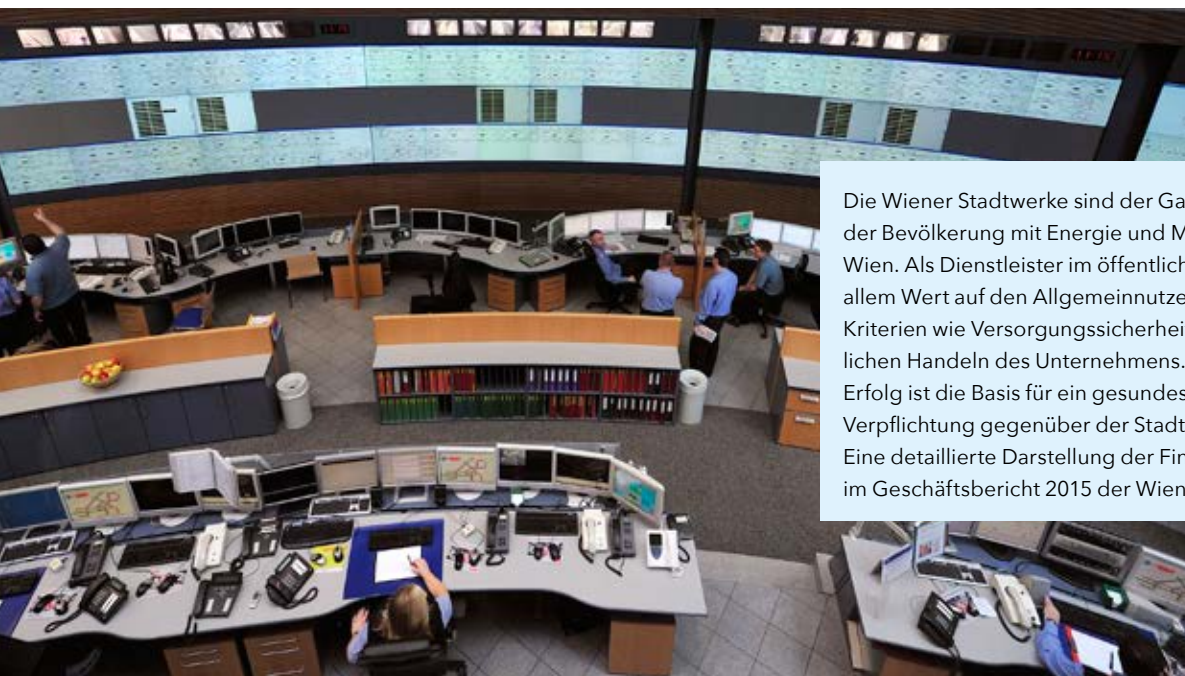 Die Wiener Stadtwerke sind der Ga
der Bevölkerung mit Energie und M
Wien. Als Dienstleister im öffentlich
allem Wert auf den Allgemeinnutze
Kriterien wie Versorgungssicherhei
lichen Handeln des Unternehmens.
Erfolg ist die Basis für ein gesundes
Verpflichtung gegenüber der Stadt
Eine detaillierte Darstellung der Fin
im Geschäftsbericht 2015 der Wien